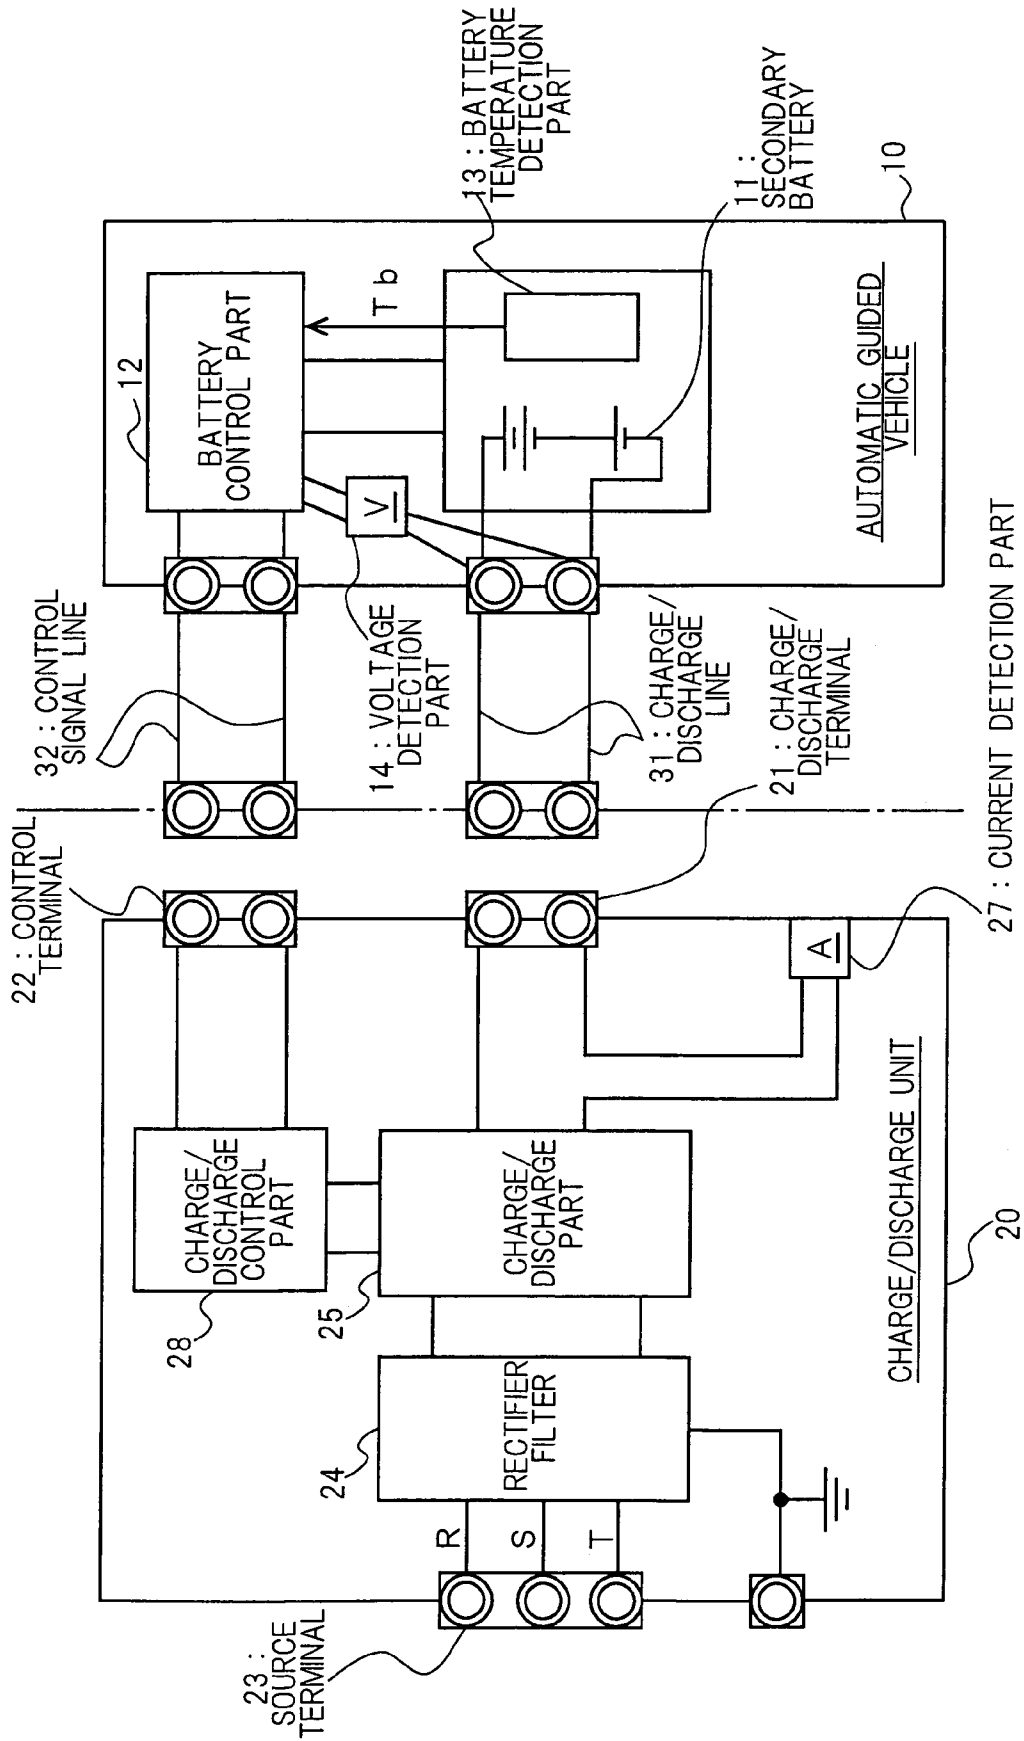 23 :
SOURCE
TERMINAL
R
S
T
24
RECTIFIER
FILTER
25
CHARGE/
DISCHARGE
PART
28
CHARGE/
DISCHARGE
CONTROL
PART
CHARGE/DISCHARGE UNIT
20
22 : CONTROL
TERMINAL
A
27 : CURRENT DETECTION PART
21 : CHARGE/
DISCHARGE
TERMINAL
32 : CONTROL
SIGNAL LINE
31 : CHARGE/
DISCHARGE
LINE
14 : VOLTAGE
DETECTION
PART
V
12
BATTERY
CONTROL PART
Tb
13 : BATTERY
TEMPERATURE
DETECTION
PART
11 :
SECONDARY
BATTERY
AUTOMATIC GUIDED
VEHICLE
10